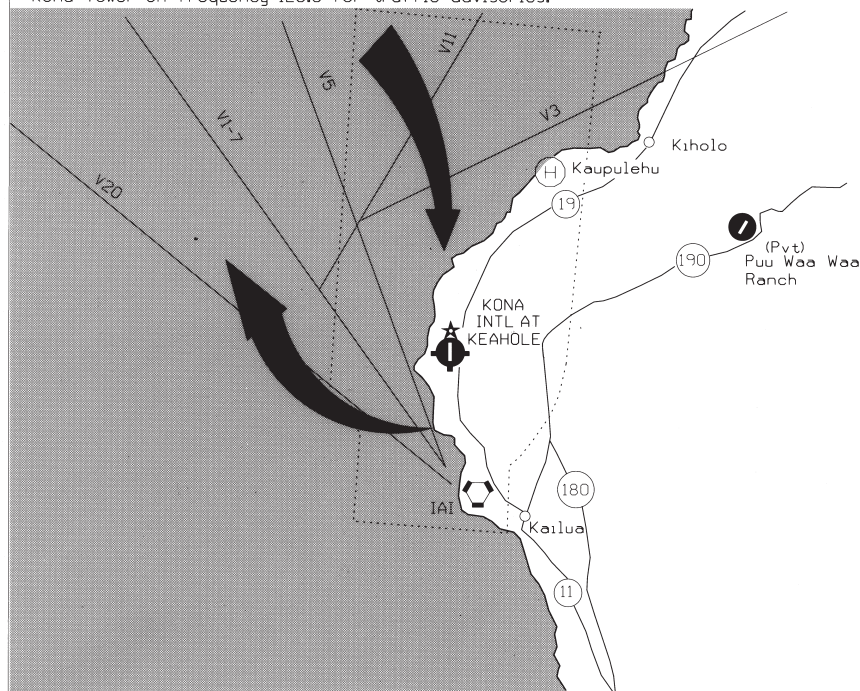 Kona Tower on frequency 120.3 for traffic advisories.
V11
V5
V1-7
V3
V20
Kiholo
H
Kaupulehu
19
190
(Pvt)
Puu Waa Waa
Ranch
KONA
INTL AT
KEAHOLE
180
IAI
Kailua
11